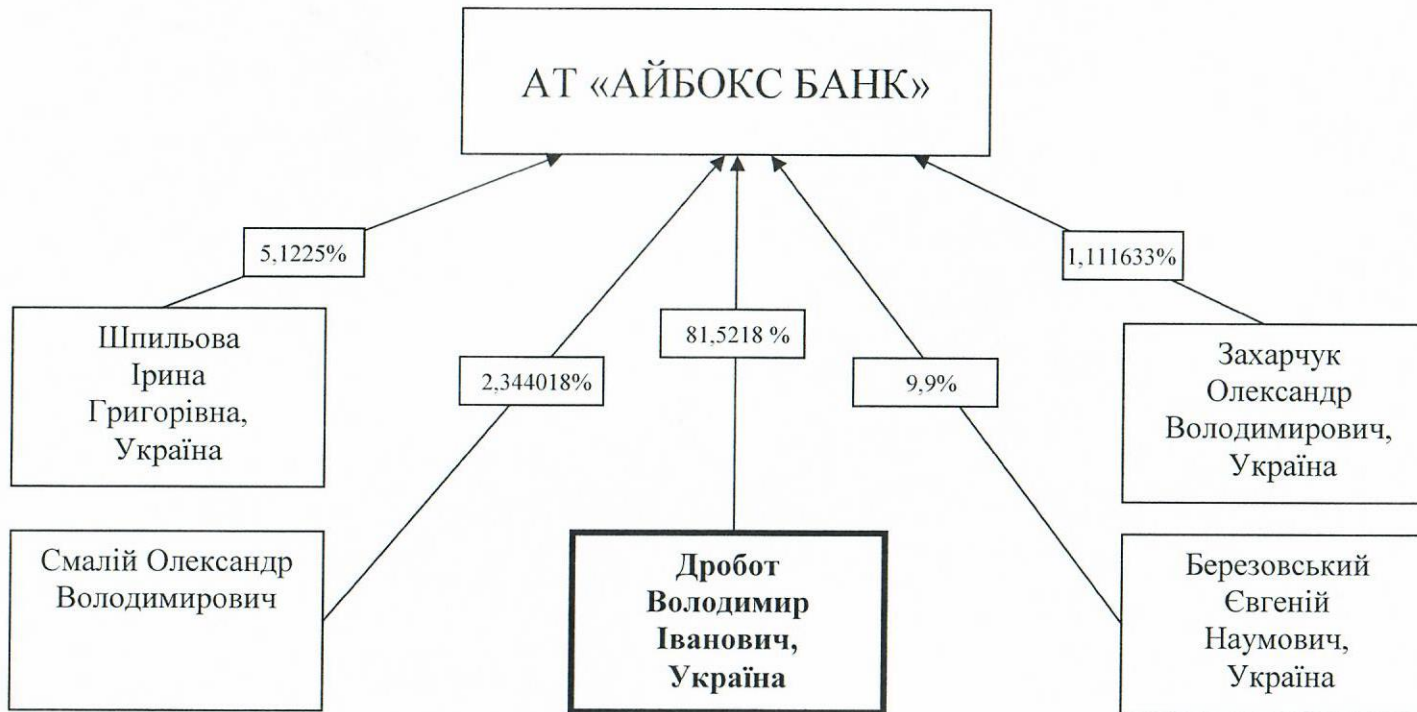 АТ «АЙБОКС БАНК»
5,1225%
1,111633%
81,5218 %
2,344018%
9,9%
Шпильова
Ірина
Григорівна,
Україна
Захарчук
Олександр
Володимирович,
Україна
Смалій Олександр
Володимирович
Дробот
Володимир
Іванович,
Україна
Березовський
Євгеній
Наумович,
Україна